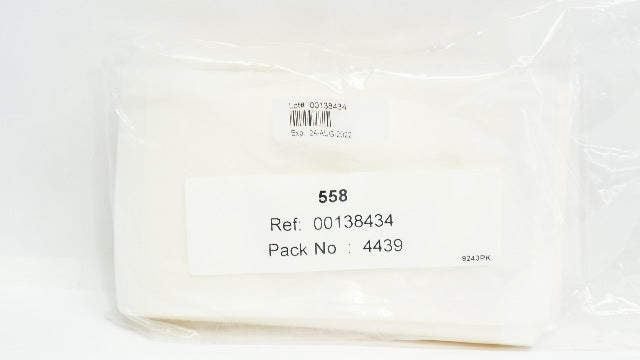 Lot#: 00138434
Exp: 24-AUG-2022
558
Ref: 00138434
Pack No : 4439
9243PK